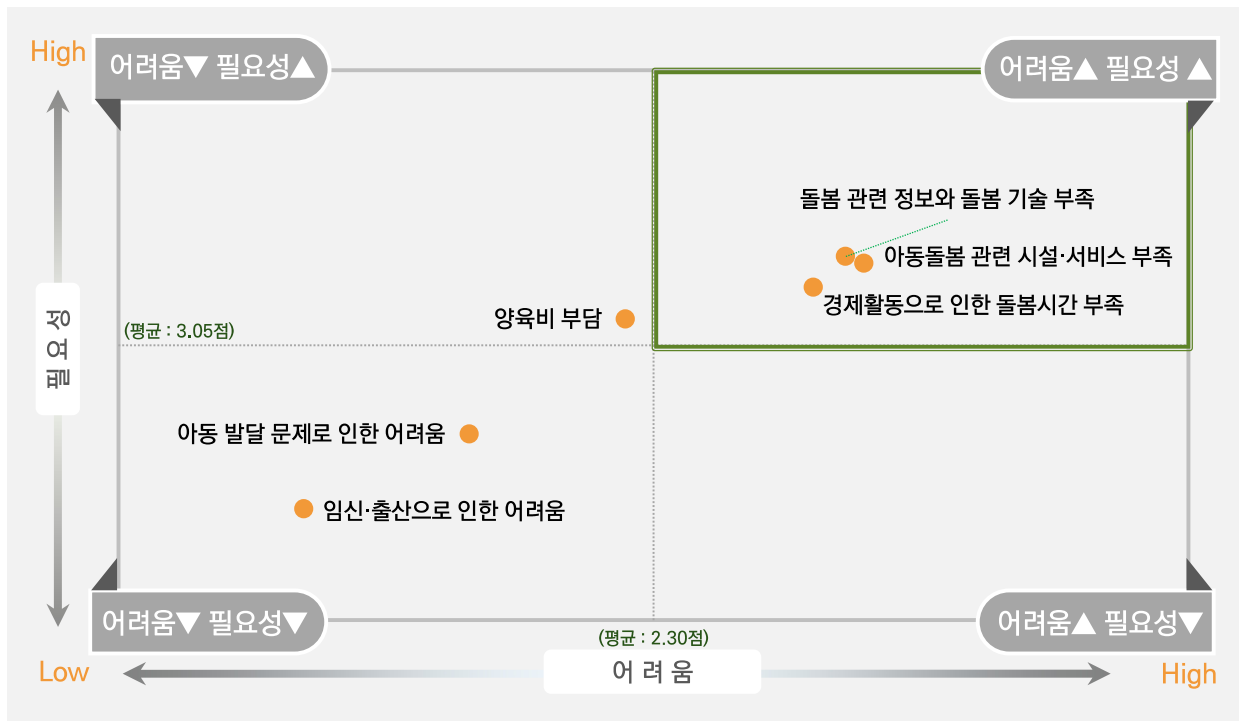 High
어려움▼ 필요성▲
어려움▲ 필요성 ▲
돌봄 관련 정보와 돌봄 기술 부족
아동돌봄 관련 시설·서비스 부족
경제활동으로 인한 돌봄시간 부족
양육비 부담
(평균 : 3.05점)
필요성
아동 발달 문제로 인한 어려움
임신·출산으로 인한 어려움
어려움▼ 필요성▼
어려움▲ 필요성▼
(평균 : 2.30점)
Low
어 려 움
High